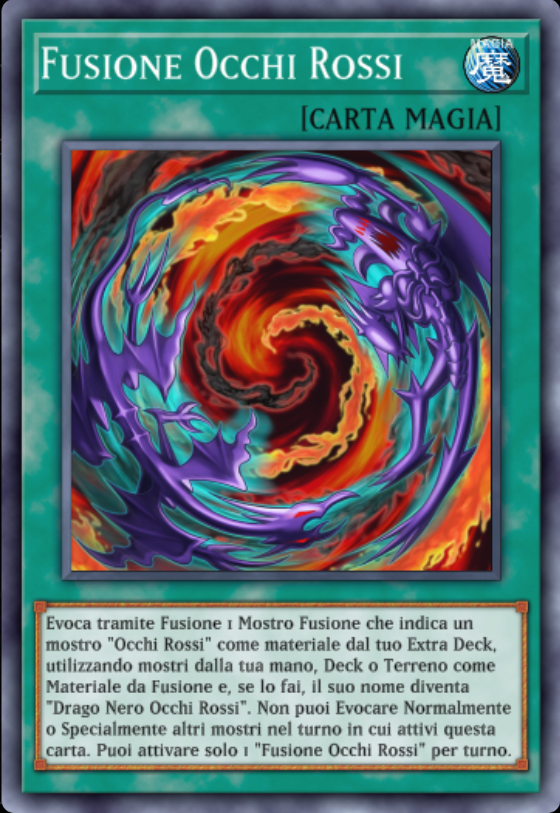 Fusione Occhi Rossi
MAGIA
魔
[CARTA MAGIA]
Evoca tramite Fusione 1 Mostro Fusione che indica un
mostro "Occhi Rossi" come materiale dal tuo Extra Deck,
utilizzando mostri dalla tua mano, Deck o Terreno come
Materiale da Fusione e, se lo fai, il suo nome diventa
"Drago Nero Occhi Rossi". Non puoi Evocare Normalmente
o Specialmente altri mostri nel turno in cui attivi questa
carta. Puoi attivare solo 1 "Fusione Occhi Rossi" per turno.